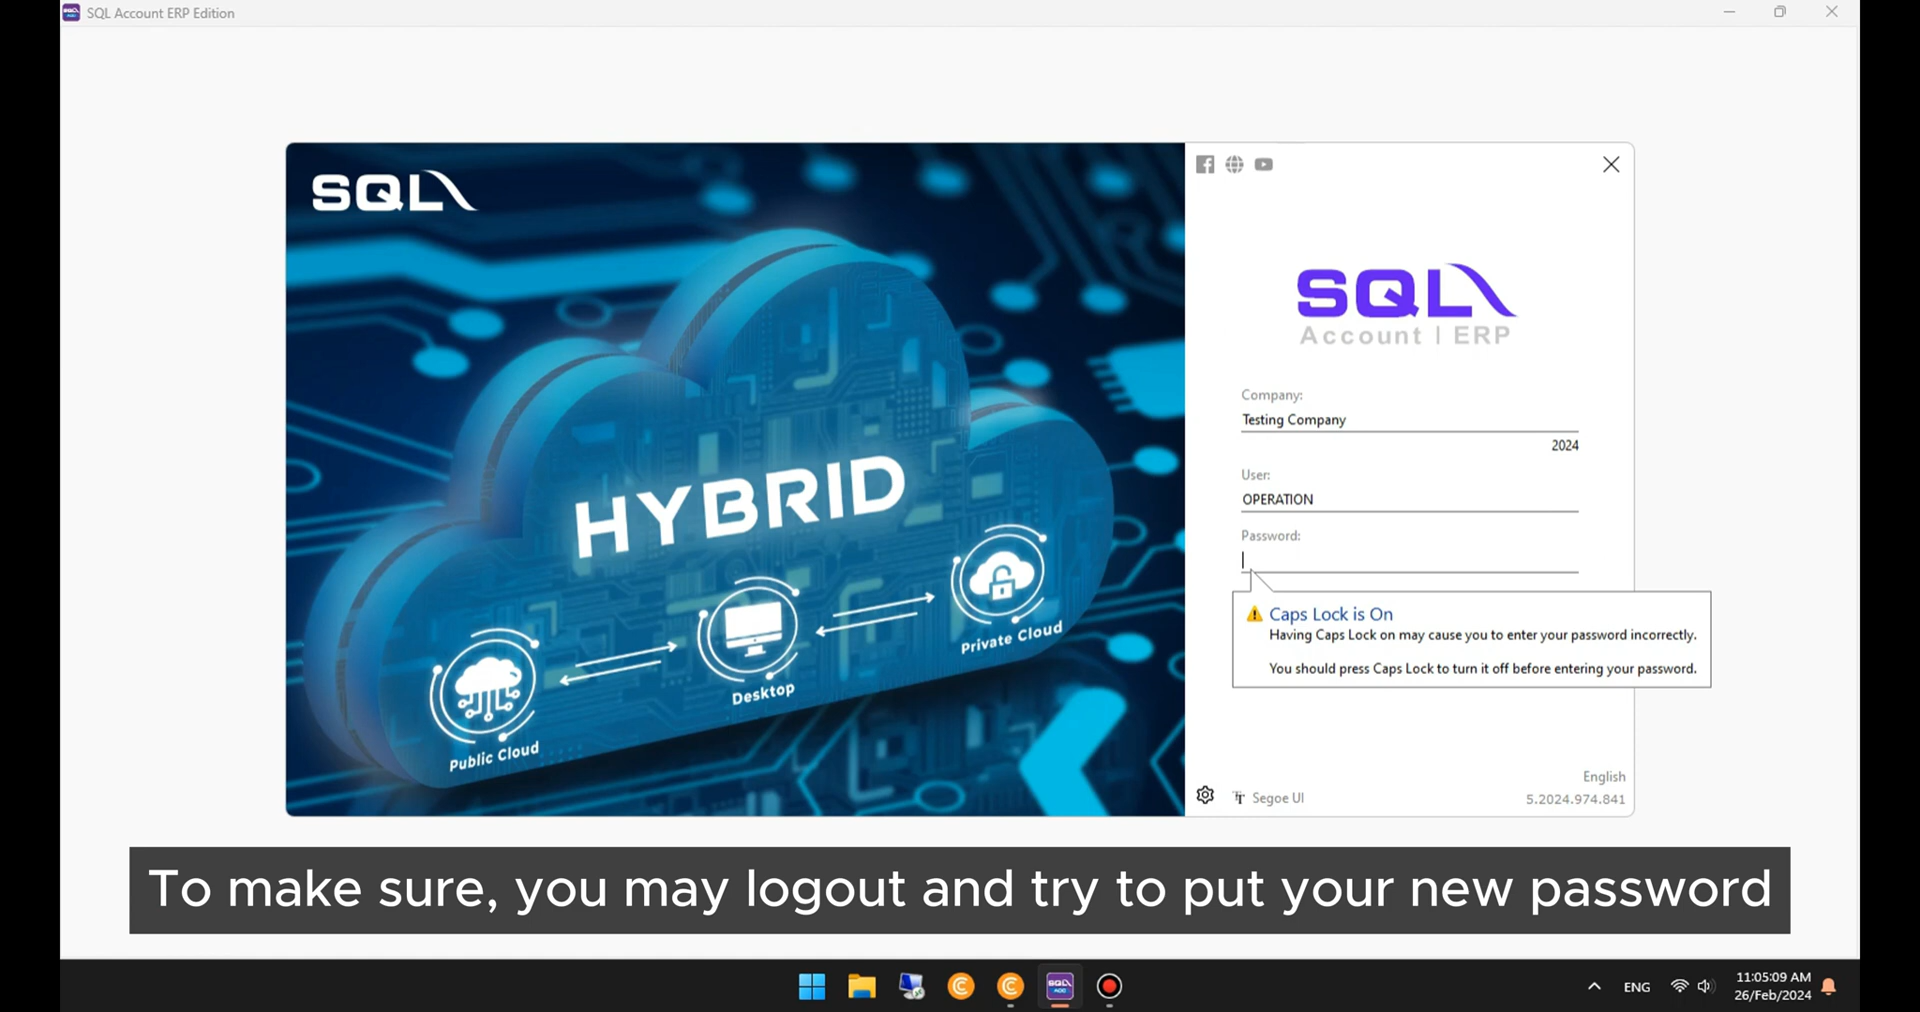 SQL Account ERP Edition
SQL
HYBRID
Public Cloud
Desktop
Private Cloud
SQL
Account | ERP
Company:
Testing Company
2024
User:
OPERATION
Password:
Caps Lock is On
Having Caps Lock on may cause you to enter your password incorrectly.
You should press Caps Lock to turn it off before entering your password.
English
Segoe UI
5.2024.974.841
To make sure, you may logout and try to put your new password
SQL
ACC
ENG
11:05:09 AM
26/Feb/2024